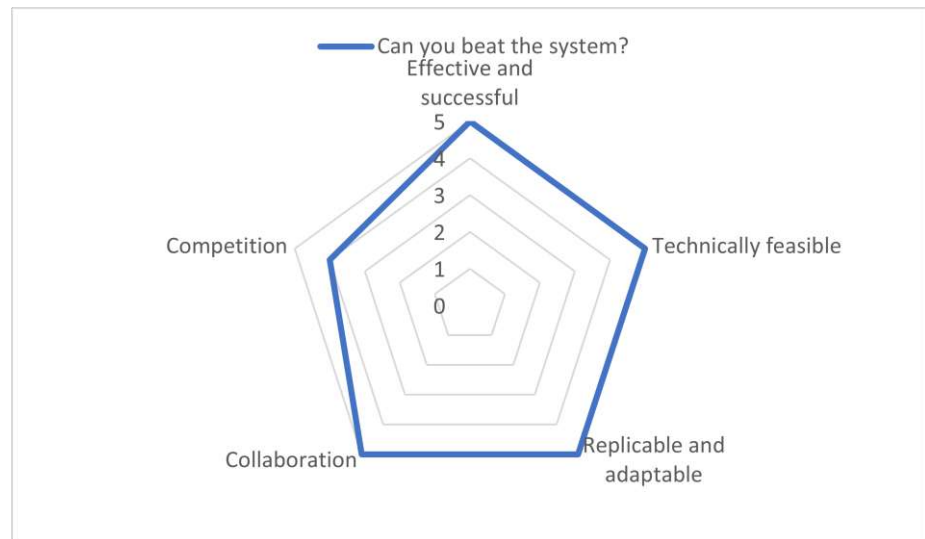 Can you beat the system?
Effective and
successful
5
4
3
2
1
0
Competition
Technically feasible
Collaboration
Replicable and
adaptable